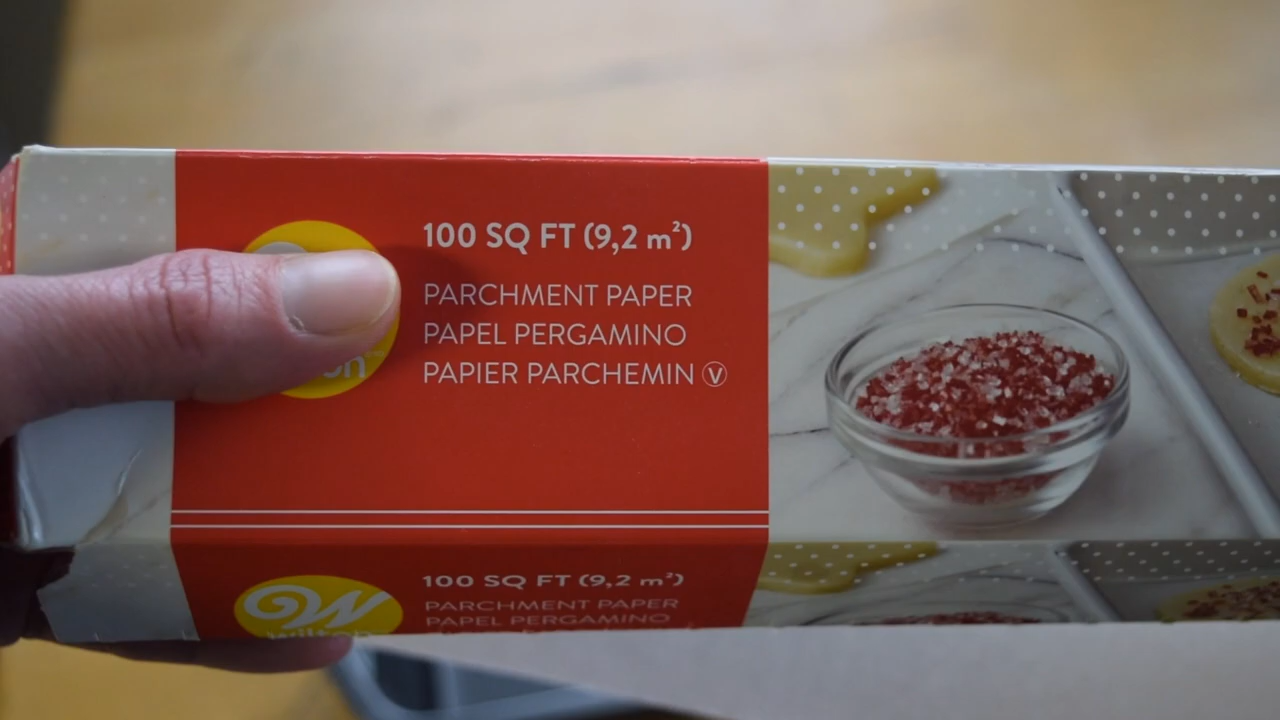 100 SQ FT (9,2 m²)
PARCHMENT PAPER
PAPEL PERGAMINO
PAPIER PARCHEMIN Ⓥ
100 SQ FT (9,2 m²)
PARCHMENT PAPER
PAPEL PERGAMINO
Wilton